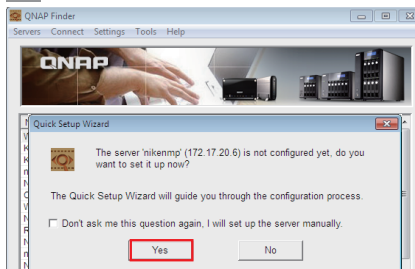 QNAP Finder
Servers Connect Settings Tools Help
QNAP
Quick Setup Wizard
The server 'nikenmp' (172.17.20.6) is not configured yet, do you
want to set it up now?
The Quick Setup Wizard will guide you through the configuration process.
Don't ask me this question again, I will set up the server manually.
Yes No